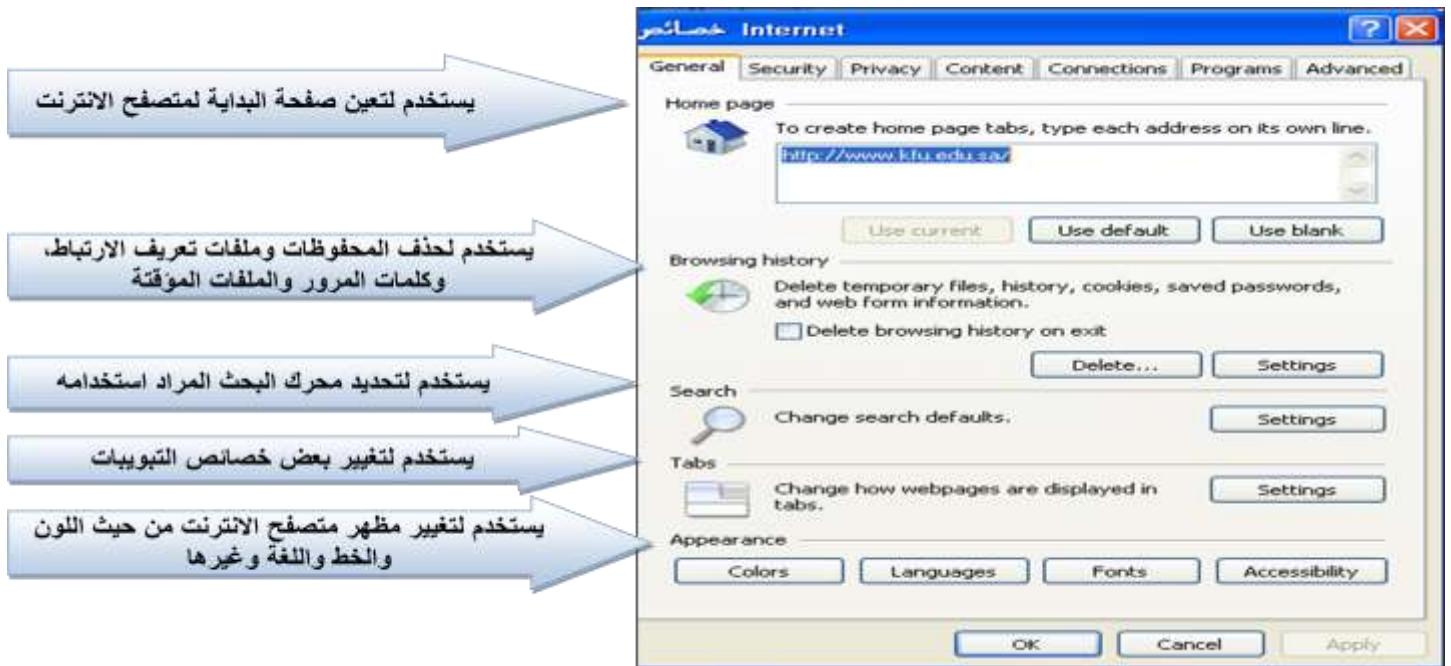 خصائص Internet
General Security Privacy Content Connections Programs Advanced
يستخدم لتعين صفحة البداية لمتصفح الانترنت
Home page
To create home page tabs, type each address on its own line.
http://www.kfu.edu.sa/
Use current Use default Use blank
يستخدم لحذف المحفوظات وملفات تعريف الارتباط،
وكلمات المرور والملفات المؤقتة
Browsing history
Delete temporary files, history, cookies, saved passwords,
and web form information.
Delete browsing history on exit
Delete... Settings
يستخدم لتحديد محرك البحث المراد استخدامه
Search
Change search defaults.
Settings
يستخدم لتغيير بعض خصائص التبويبات
Tabs
Change how webpages are displayed in
tabs.
Settings
يستخدم لتغيير مظهر متصفح الانترنت من حيث اللون
والخط واللغة وغيرها
Appearance
Colors Languages Fonts Accessibility
OK Cancel Apply